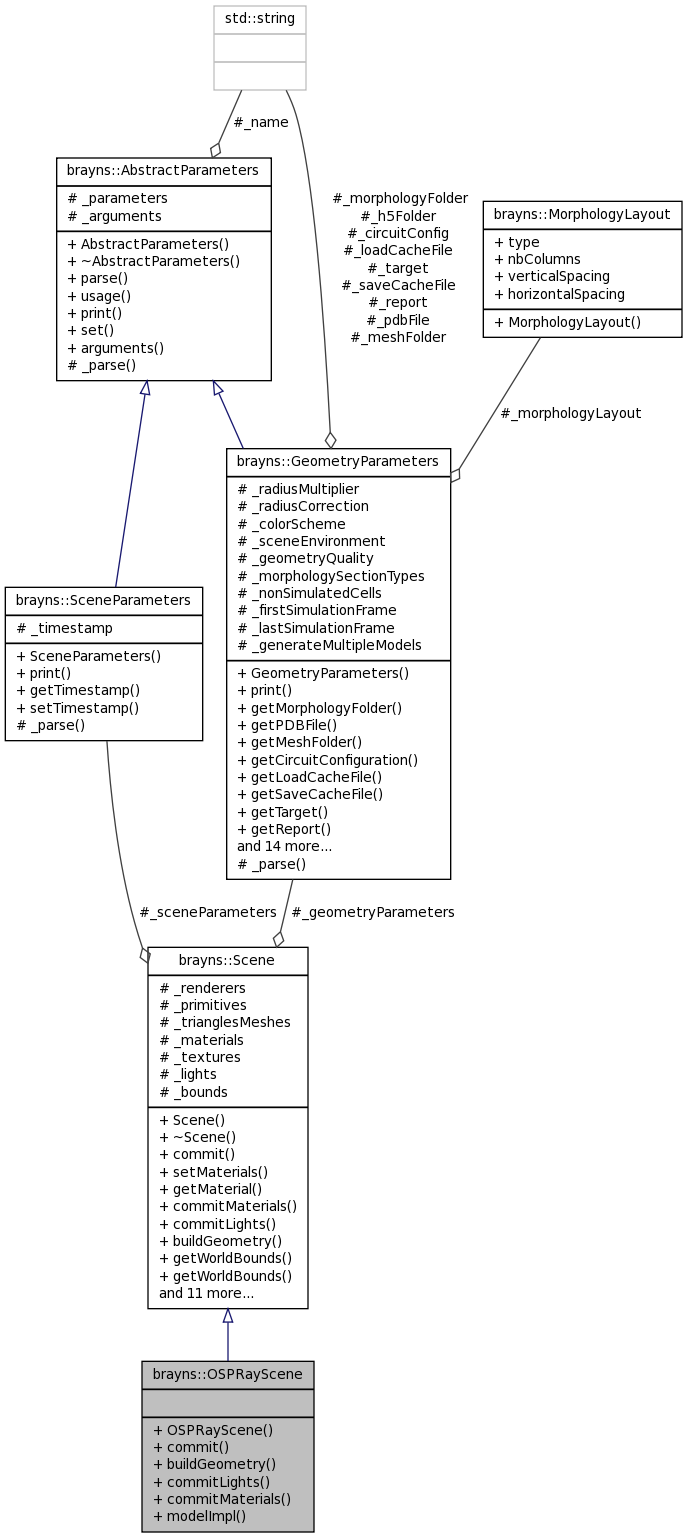 std::string
#_name
brayns::AbstractParameters
# _parameters
# _arguments
+ AbstractParameters()
+ ~AbstractParameters()
+ parse()
+ usage()
+ print()
+ set()
+ arguments()
# _parse()
#_morphologyFolder
#_h5Folder
#_circuitConfig
#_loadCacheFile
#_target
#_saveCacheFile
#_report
#_pdbFile
#_meshFolder
brayns::MorphologyLayout
+ type
+ nbColumns
+ verticalSpacing
+ horizontalSpacing
+ MorphologyLayout()
#_morphologyLayout
brayns::GeometryParameters
# _radiusMultiplier
# _radiusCorrection
# _colorScheme
# _sceneEnvironment
# _geometryQuality
# _morphologySectionTypes
# _nonSimulatedCells
# _firstSimulationFrame
# _lastSimulationFrame
# _generateMultipleModels
+ GeometryParameters()
+ print()
+ getMorphologyFolder()
+ getPDBFile()
+ getMeshFolder()
+ getCircuitConfiguration()
+ getLoadCacheFile()
+ getSaveCacheFile()
+ getTarget()
+ getReport()
and 14 more...
# _parse()
brayns::SceneParameters
# _timestamp
+ SceneParameters()
+ print()
+ getTimestamp()
+ setTimestamp()
# _parse()
#_sceneParameters
#_geometryParameters
brayns::Scene
# _renderers
# _primitives
# _trianglesMeshes
# _materials
# _textures
# _lights
# _bounds
+ Scene()
+ ~Scene()
+ commit()
+ setMaterials()
+ getMaterial()
+ commitMaterials()
+ commitLights()
+ buildGeometry()
+ getWorldBounds()
+ getWorldBounds()
and 11 more...
brayns::OSPRayScene
+ OSPRayScene()
+ commit()
+ buildGeometry()
+ commitLights()
+ commitMaterials()
+ modelImpl()